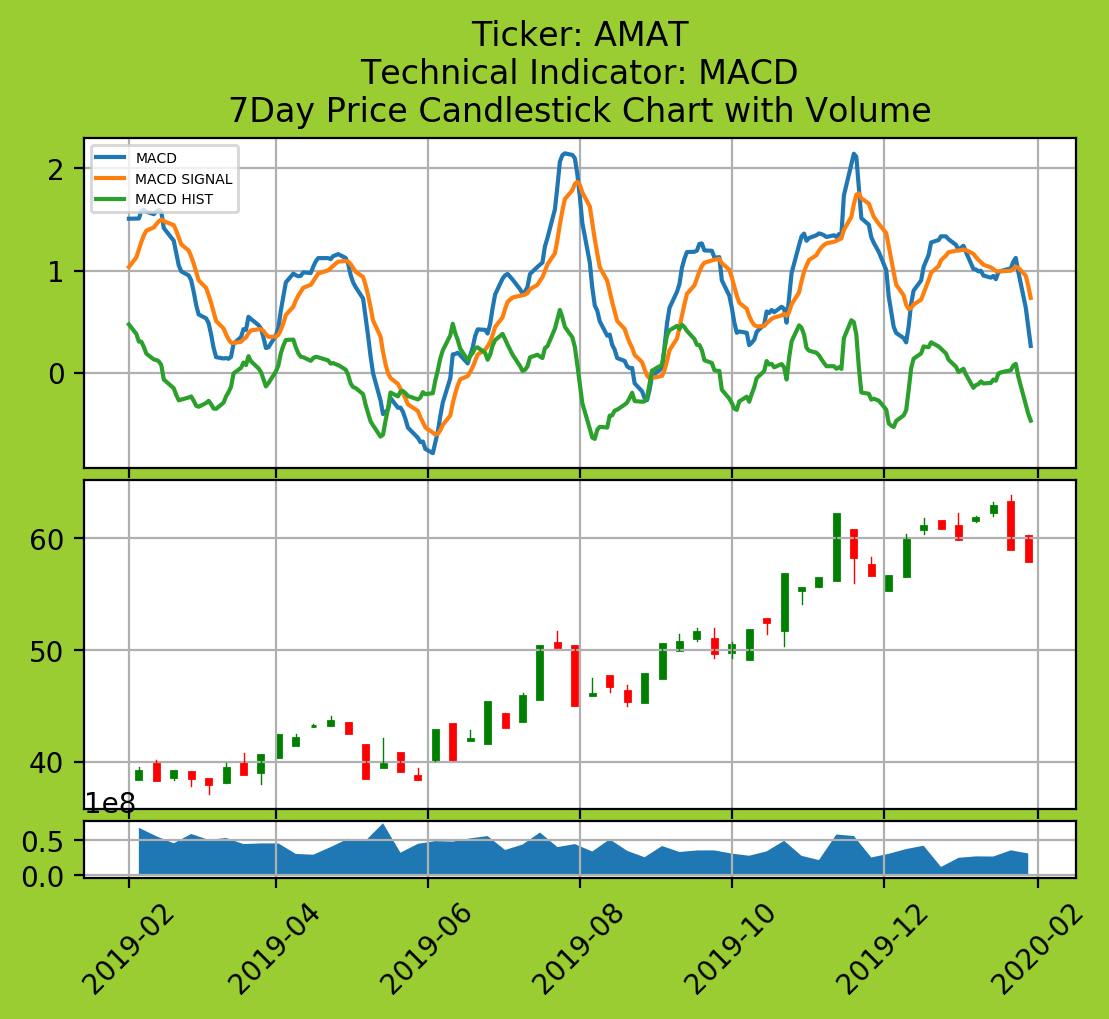 Ticker: AMAT
Technical Indicator: MACD
7Day Price Candlestick Chart with Volume
MACD
MACD SIGNAL
MACD HIST
2
1
0
60
50
40
1e8
0.5
0.0
2019-02
2019-04
2019-06
2019-08
2019-10
2019-12
2020-02